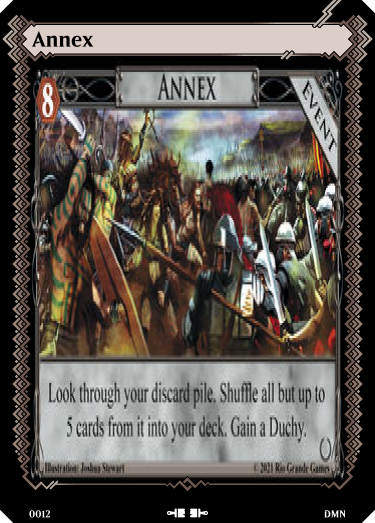 Annex
8
ANNEX
EVENT
Look through your discard pile. Shuffle all but up to
5 cards from it into your deck. Gain a Duchy.
Illustration: Joshua Stewart
© 2021 Rio Grande Games
0012
DMN